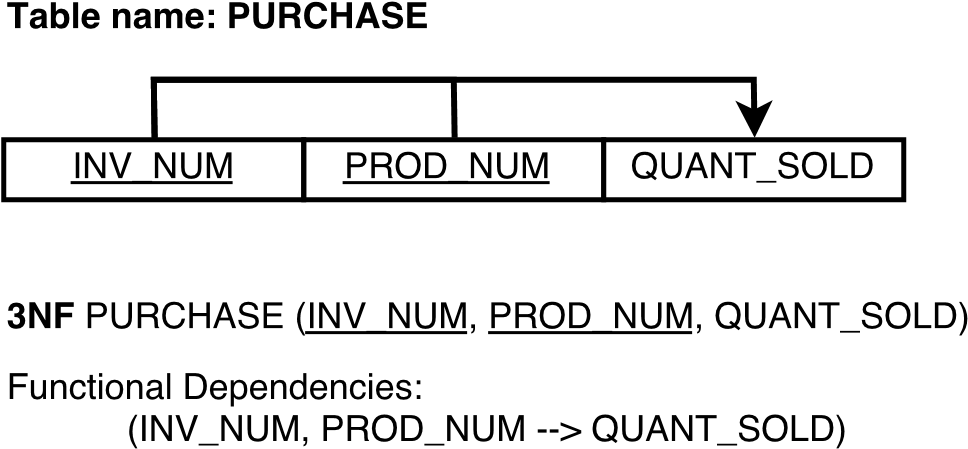 Table name: PURCHASE
INV_NUM PROD_NUM QUANT_SOLD
3NF PURCHASE (INV_NUM, PROD_NUM, QUANT_SOLD)
Functional Dependencies:
(INV_NUM, PROD_NUM --> QUANT_SOLD)